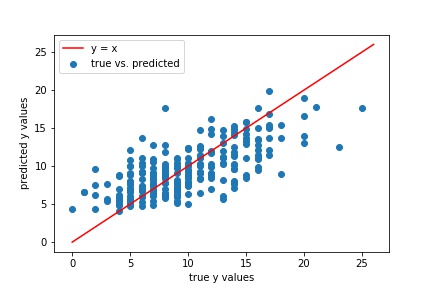 y = x
true vs. predicted
predicted y values
25
20
15
10
5
0
0 5 10 15 20 25
true y values